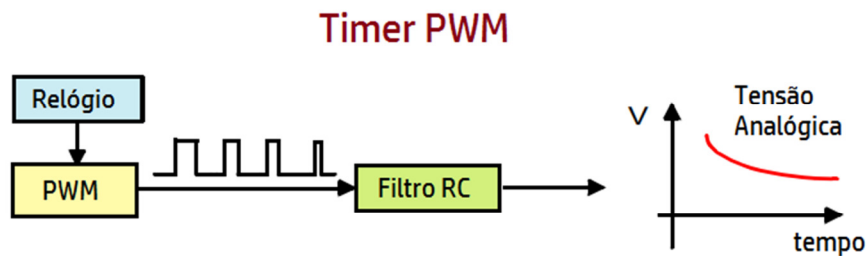 Timer PWM
Relógio
PWM
Filtro RC
V
Tensão
Analógica
tempo